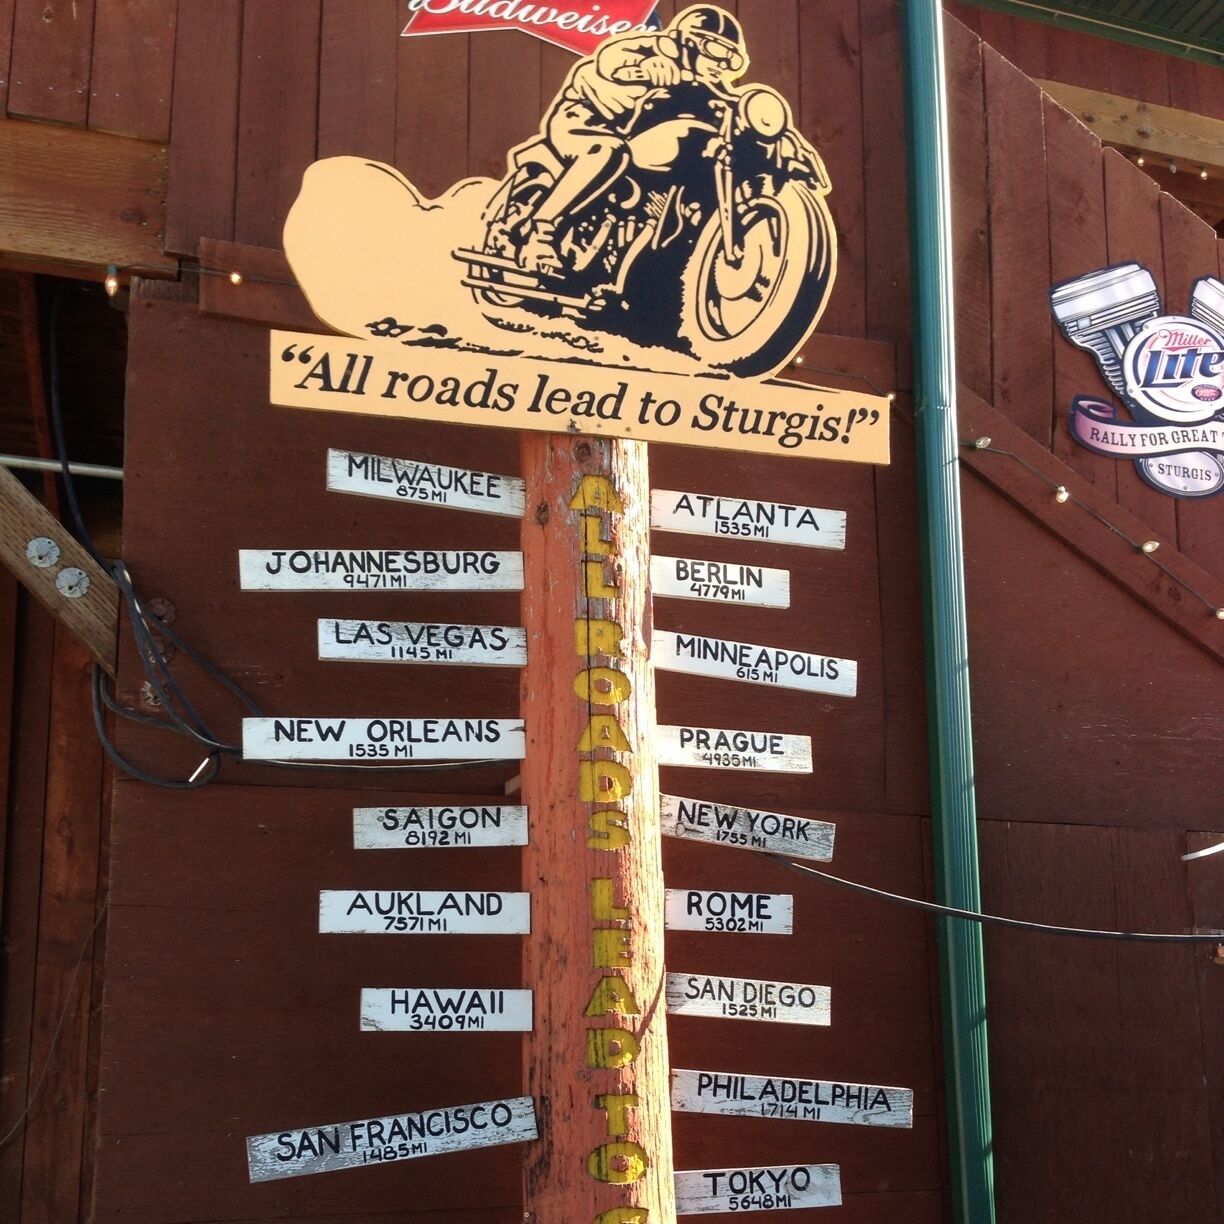 Budweiser
"All roads lead to Sturgis!"
Miller
Lite
RALLY FOR GREAT
STURGIS
MILWAUKEE
875 MI
JOHANNESBURG
9471 MI
LAS VEGAS
1145 MI
NEW ORLEANS
1535 MI
SAIGON
8192 MI
AUKLAND
7571 MI
HAWAII
3409 MI
SAN FRANCISCO
1485 MI
ALL ROADS LEAD TO
ATLANTA
1535 MI
BERLIN
4779 MI
MINNEAPOLIS
615 MI
PRAGUE
4935 MI
NEW YORK
1755 MI
ROME
5302 MI
SAN DIEGO
1525 MI
PHILADELPHIA
1714 MI
TOKYO
5648 MI